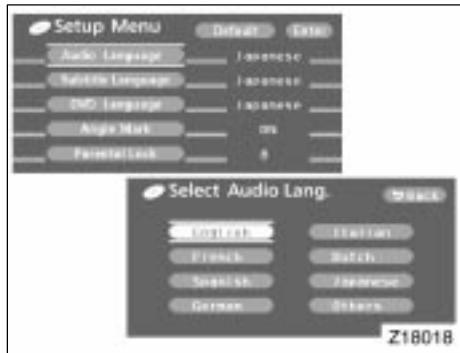 Setup Menu
Default Enter
Audio Language Japanese
Subtitle Language Japanese
DVD Language Japanese
Angle Mark ON
Parental Lock 8
Select Audio Lang.
Back
English Italian
French Dutch
Spanish Japanese
German Others
Z18018